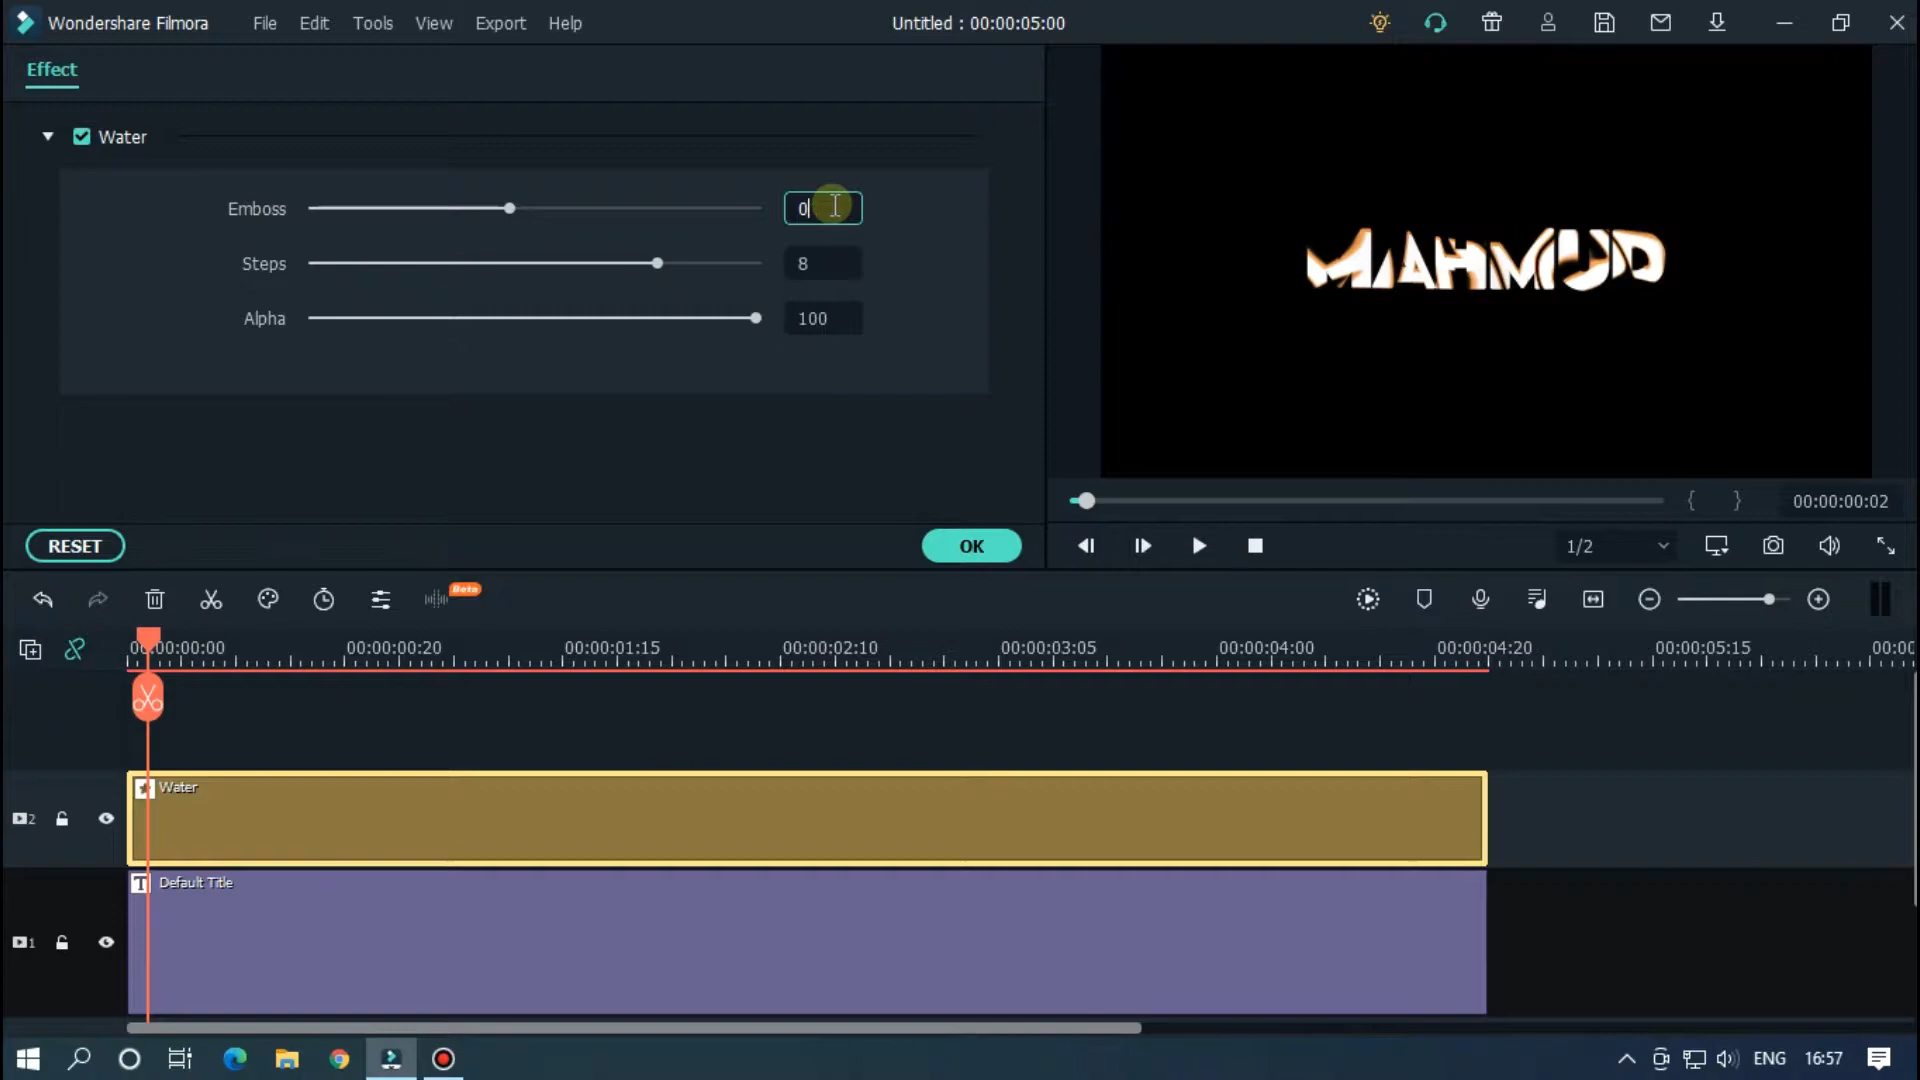 Wondershare Filmora File Edit Tools View Export Help Untitled : 00:00:05:00
Effect
Water
Emboss 0
Steps 8
Alpha 100
MAHMUD
00:00:00:02
RESET OK
1/2
Beta
00:00:00:00 00:00:00:20 00:00:01:15 00:00:02:10 00:00:03:05 00:00:04:00 00:00:04:20 00:00:05:15
Water
2
T Default Title
1
ENG 16:57